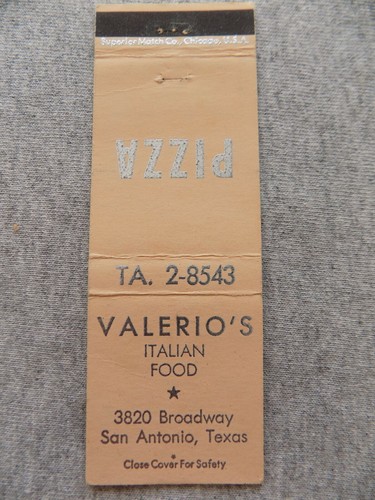 Superior Match Co., Chicago, U.S.A.
PIZZA
TA. 2-8543
VALERIO'S
ITALIAN
FOOD
★
3820 Broadway
San Antonio, Texas
Close Cover For Safety